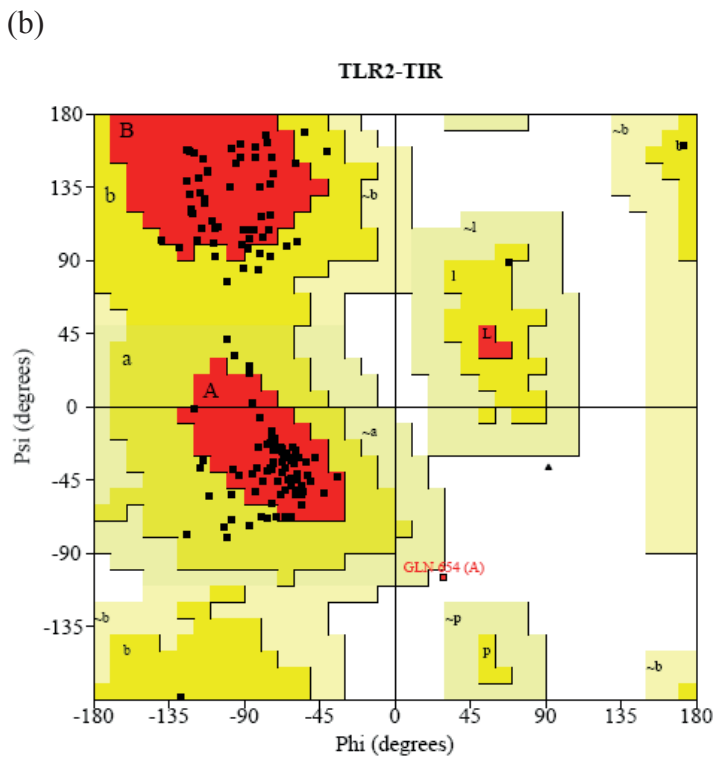 (b)
TLR2-TIR
180
B
~b
b
b
~b
135
~l
90
l
45
L
a
A
0
~a
-45
-90
GLN 654 (A)
-135
~b
~p
b
p
~b
-180 -135 -90 -45 0 45 90 135 180
Phi (degrees)
Psi (degrees)